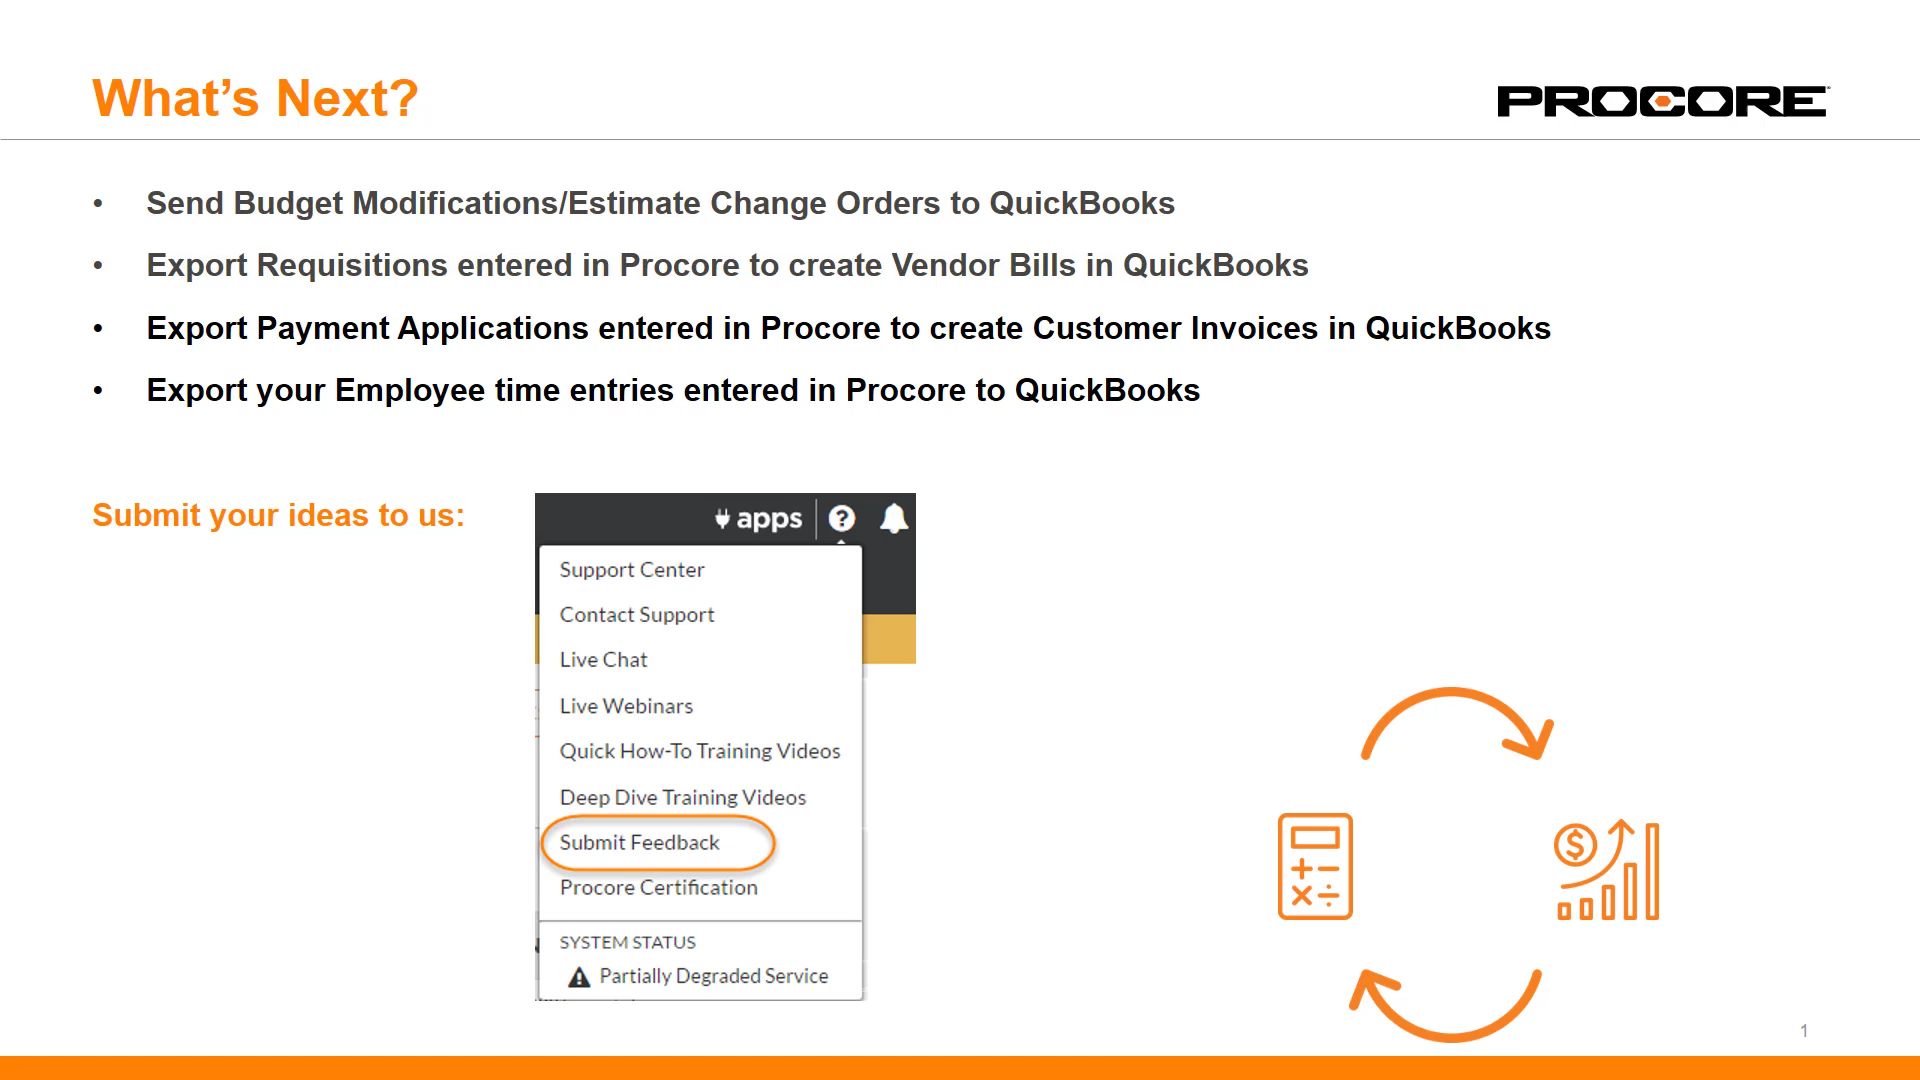 What's Next?
PROCORE
• Send Budget Modifications/Estimate Change Orders to QuickBooks
• Export Requisitions entered in Procore to create Vendor Bills in QuickBooks
• Export Payment Applications entered in Procore to create Customer Invoices in QuickBooks
• Export your Employee time entries entered in Procore to QuickBooks
Submit your ideas to us:
apps
Support Center
Contact Support
Live Chat
Live Webinars
Quick How-To Training Videos
Deep Dive Training Videos
Submit Feedback
Procore Certification
SYSTEM STATUS
Partially Degraded Service
1